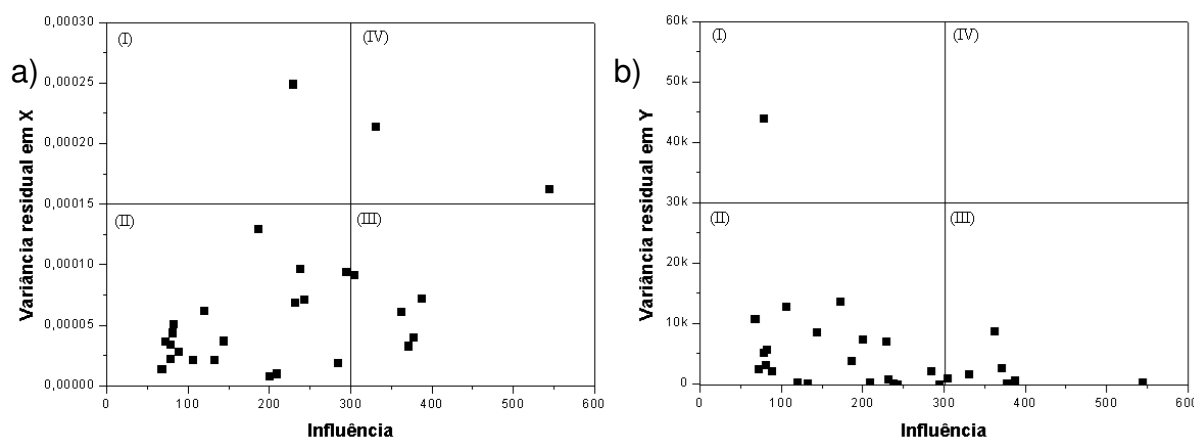 a)
Variância residual em X
0,00030
0,00025
0,00020
0,00015
0,00010
0,00005
0,00000
(I)
(IV)
(II)
(III)
0
100
200
300
400
500
600
Influência
b)
Variância residual em Y
60k
50k
40k
30k
20k
10k
0
(I)
(IV)
(II)
(III)
0
100
200
300
400
500
600
Influência